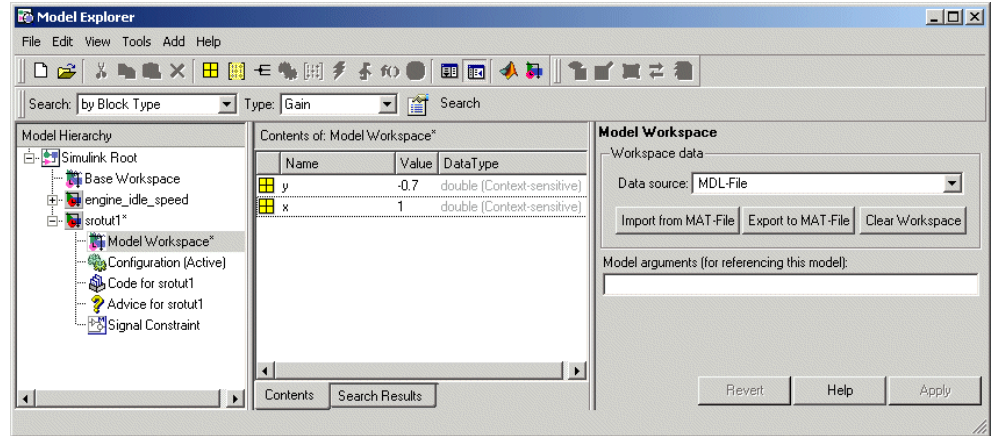 Model Explorer
File Edit View Tools Add Help
Search: by Block Type Type: Gain Search
Model Hierarchy
Simulink Root
Base Workspace
engine_idle_speed
srotut1*
Model Workspace*
Configuration (Active)
Code for srotut1
Advice for srotut1
Signal Constraint
Contents of: Model Workspace*
Name Value DataType
y -0.7 double (Context-sensitive)
x 1 double (Context-sensitive)
Contents Search Results
Model Workspace
Workspace data
Data source: MDL-File
Import from MAT-File Export to MAT-File Clear Workspace
Model arguments (for referencing this model):
Revert Help Apply